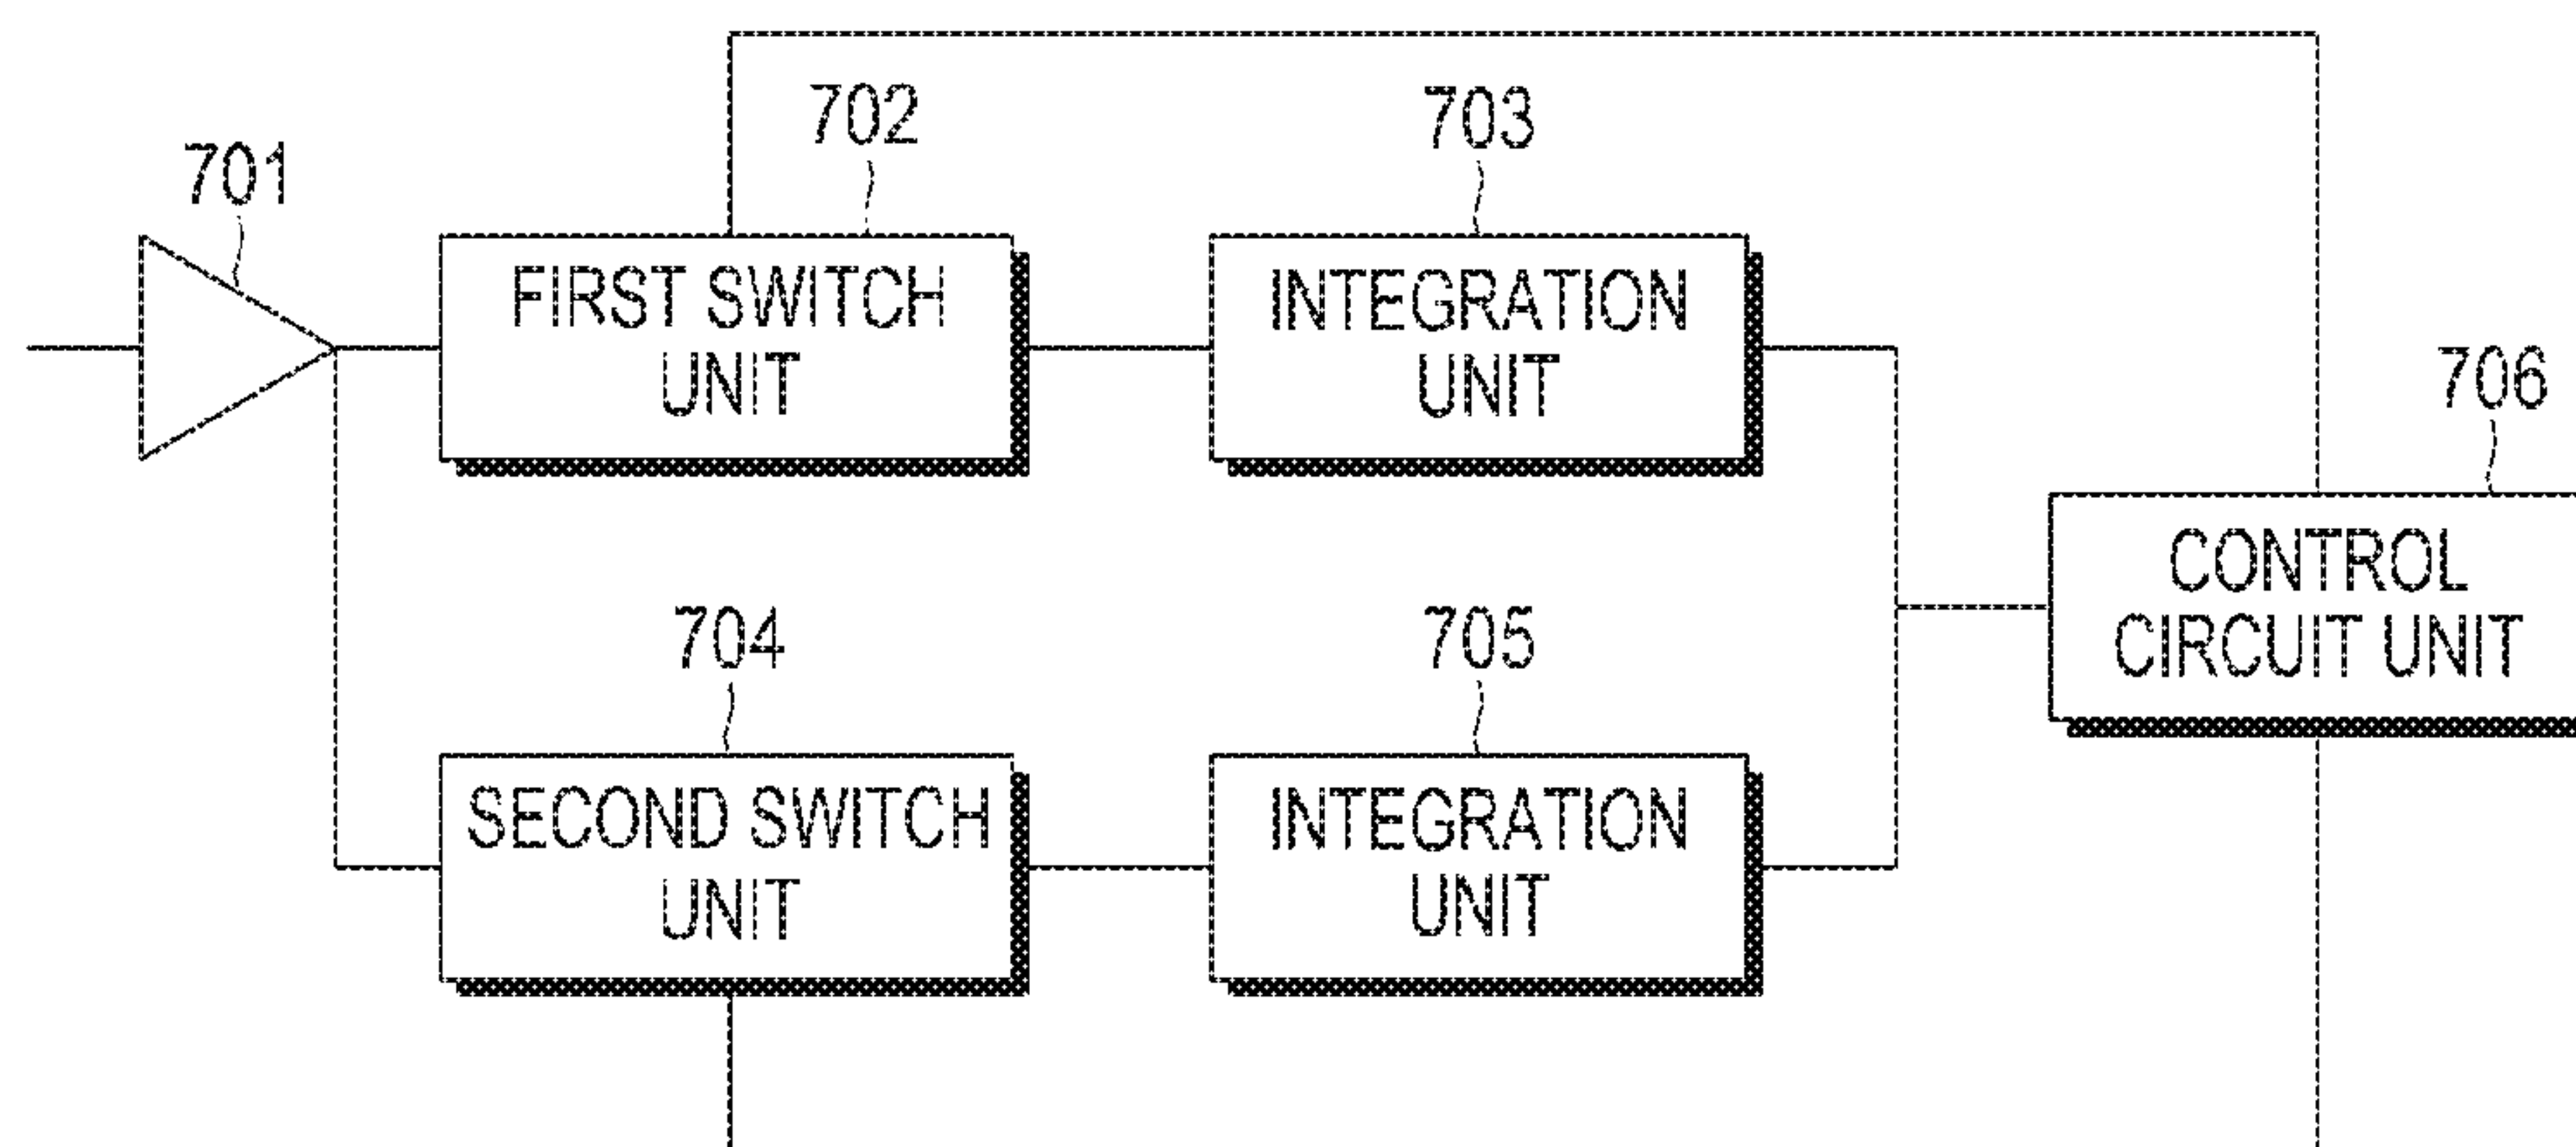 701
702
703
FIRST SWITCH
UNIT
INTEGRATION
UNIT
706
CONTROL
CIRCUIT UNIT
704
705
SECOND SWITCH
UNIT
INTEGRATION
UNIT